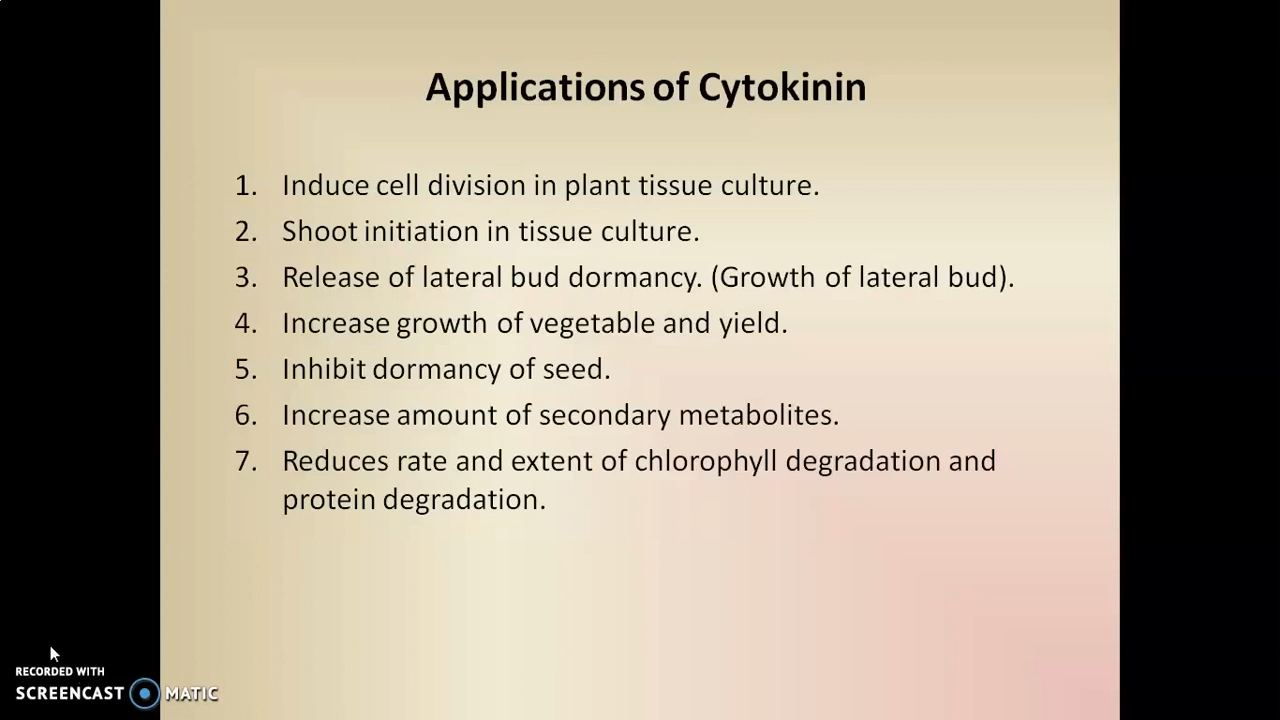 Applications of Cytokinin
1. Induce cell division in plant tissue culture.
2. Shoot initiation in tissue culture.
3. Release of lateral bud dormancy. (Growth of lateral bud).
4. Increase growth of vegetable and yield.
5. Inhibit dormancy of seed.
6. Increase amount of secondary metabolites.
7. Reduces rate and extent of chlorophyll degradation and
protein degradation.
RECORDED WITH
SCREENCAST MATIC